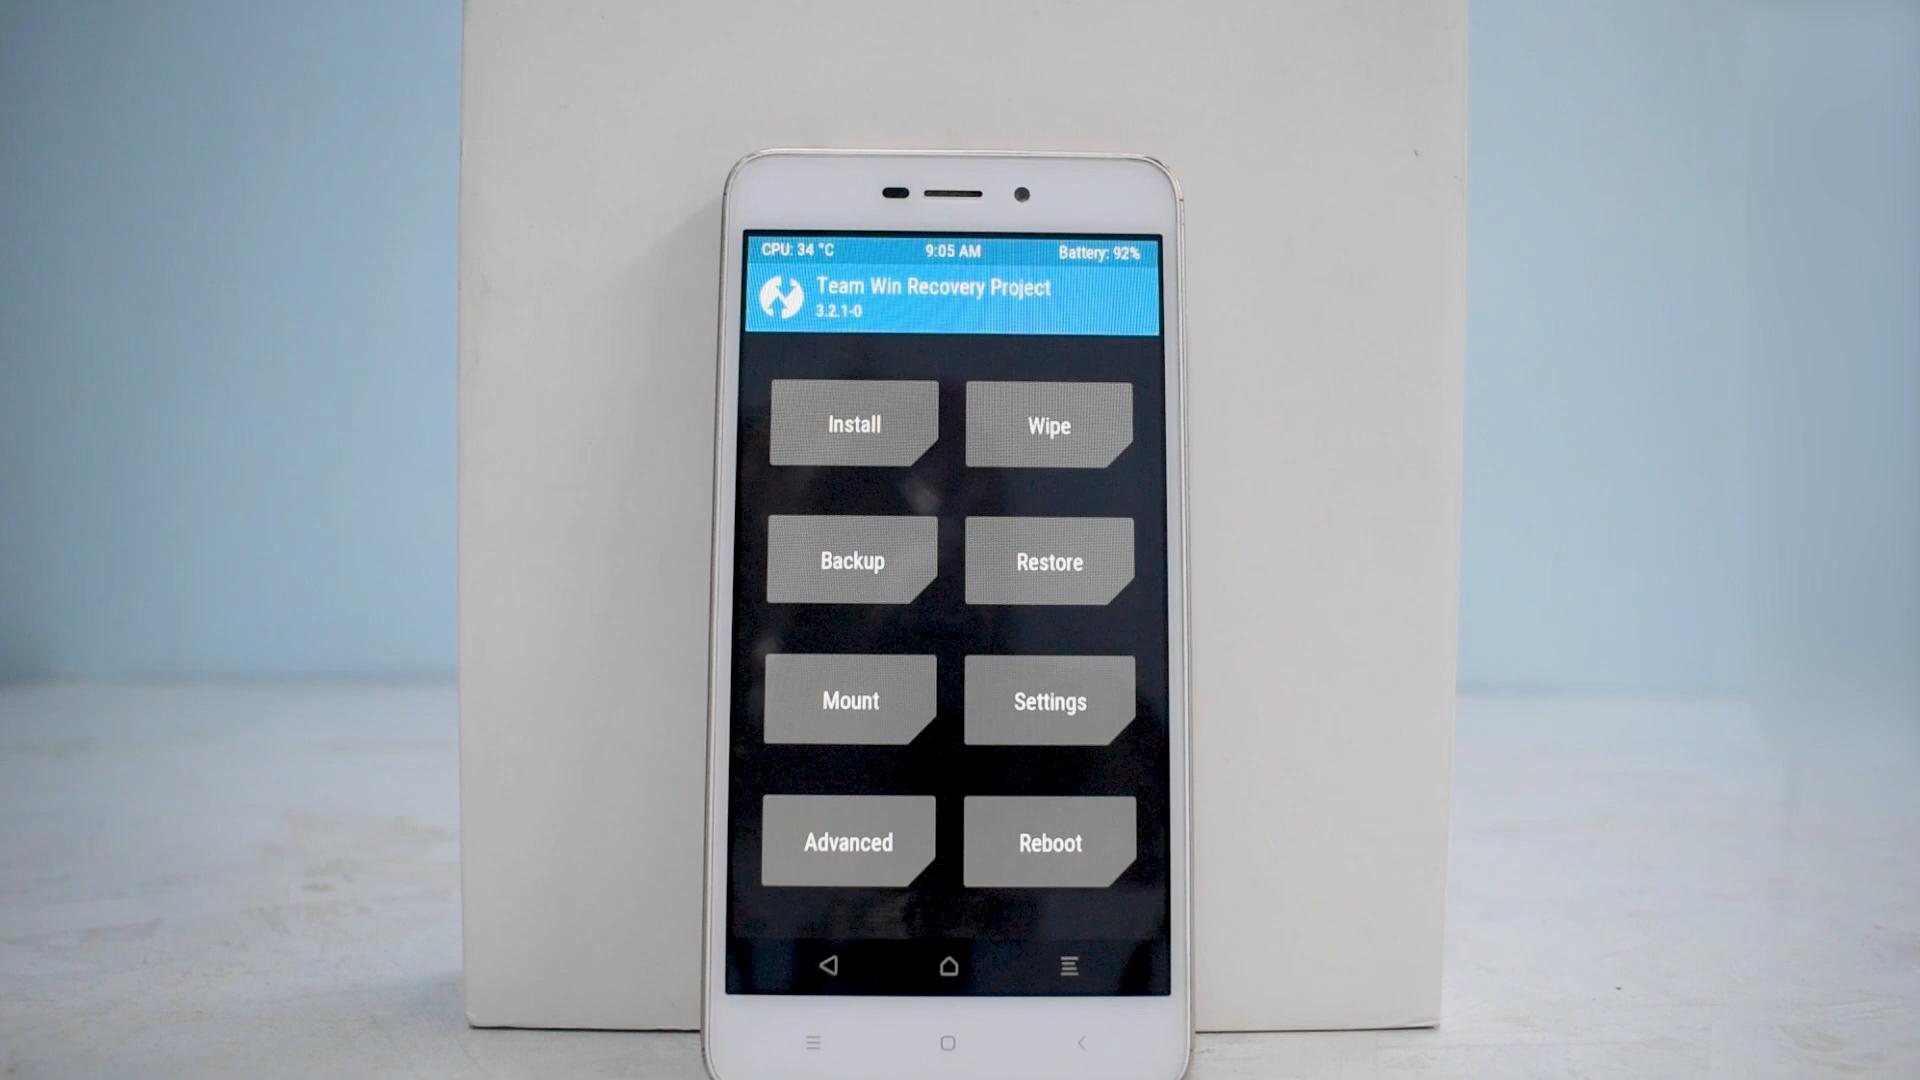 CPU: 34 °C 9:05 AM Battery: 92%
Team Win Recovery Project
3.2.1-0
Install Wipe
Backup Restore
Mount Settings
Advanced Reboot